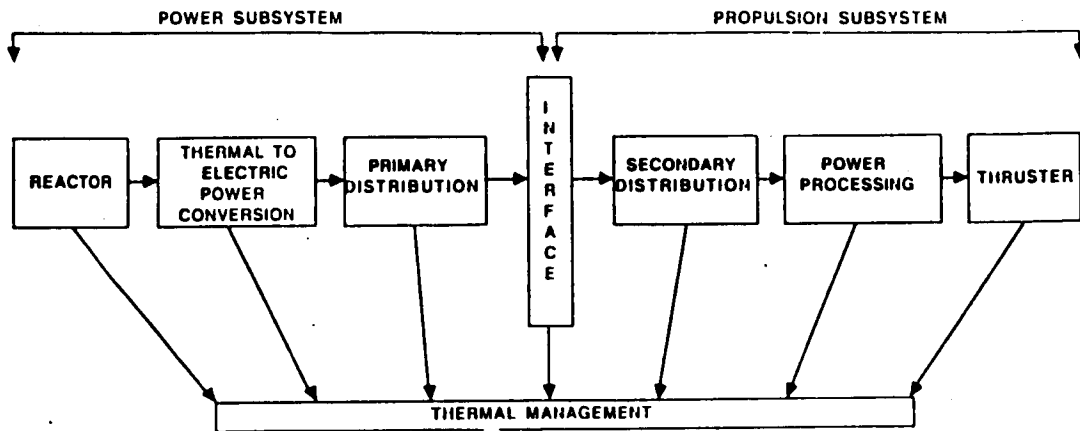 POWER SUBSYSTEM
PROPULSION SUBSYSTEM
REACTOR
THERMAL TO
ELECTRIC
POWER
CONVERSION
PRIMARY
DISTRIBUTION
INTERFACE
SECONDARY
DISTRIBUTION
POWER
PROCESSING
THRUSTER
THERMAL MANAGEMENT